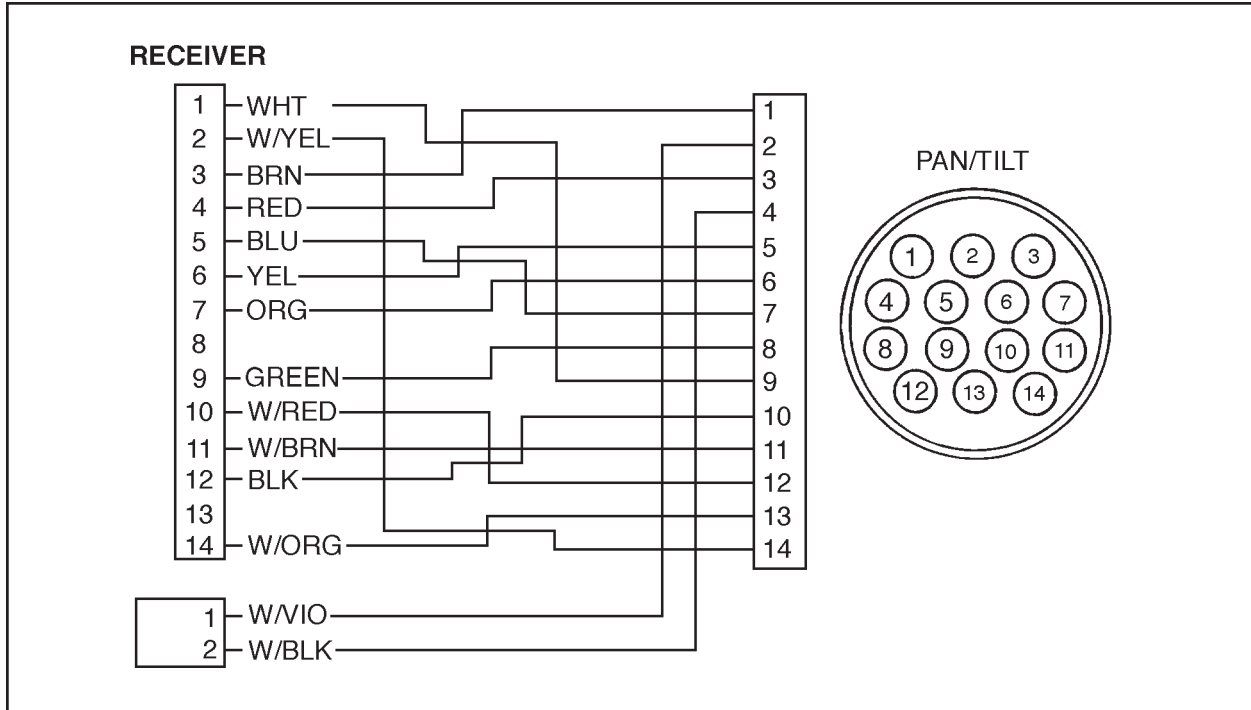 RECEIVER
1 WHT
2 W/YEL
3 BRN
4 RED
5 BLU
6 YEL
7 ORG
8
9 GREEN
10 W/RED
11 W/BRN
12 BLK
13
14 W/ORG
1 W/VIO
2 W/BLK
1
2
3
4
5
6
7
8
9
10
11
12
13
14
PAN/TILT
1 2 3
4 5 6 7
8 9 10 11
12 13 14